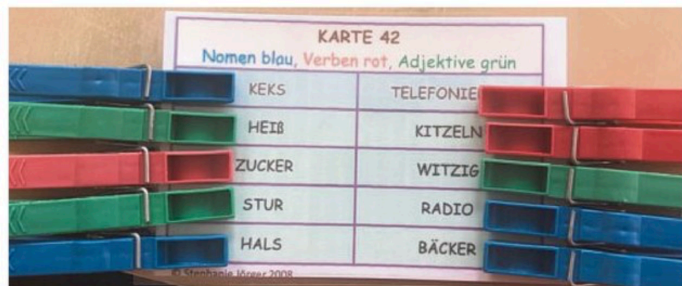 KARTE 42
Nomen blau, Verben rot, Adjektive grün
KEKS TELEFONIE
HEIß KITZELN
ZUCKER WITZIG
STUR RADIO
HALS BÄCKER
© Stephanie Jörger 2008